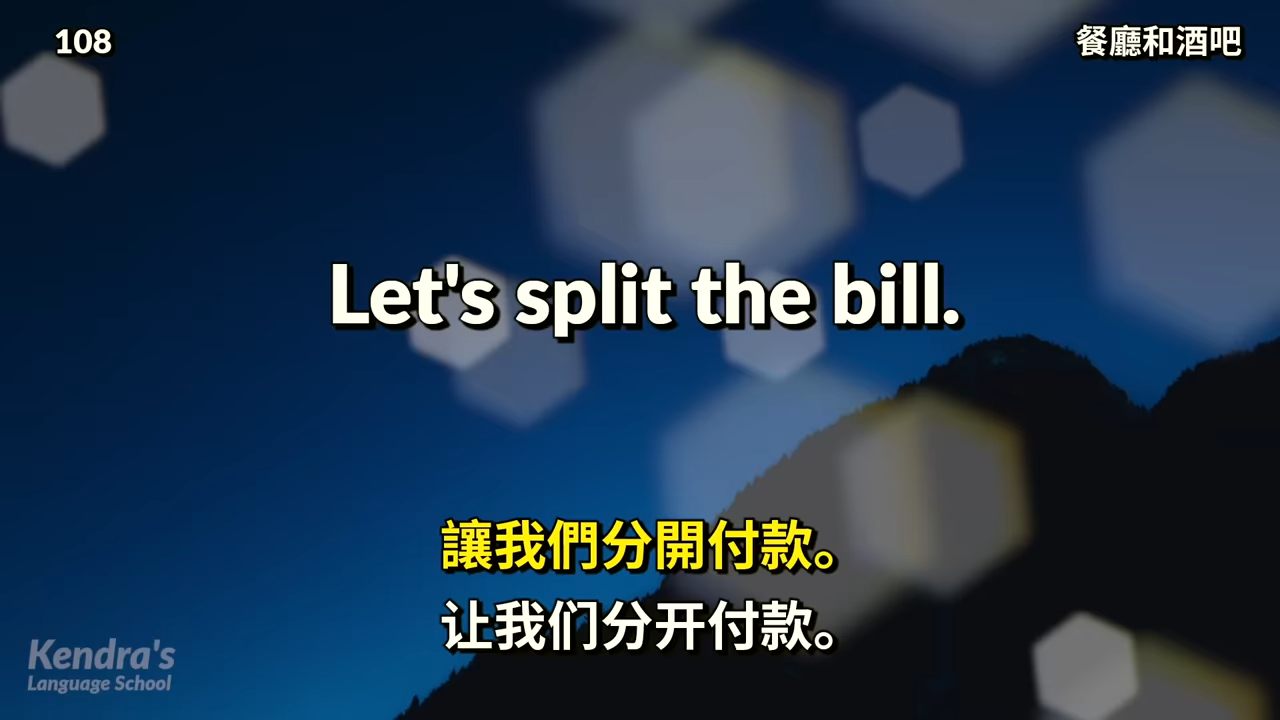 108
餐廳和酒吧
Let's split the bill.
讓我們分開付款。
让我们分开付款。
Kendra's
Language School